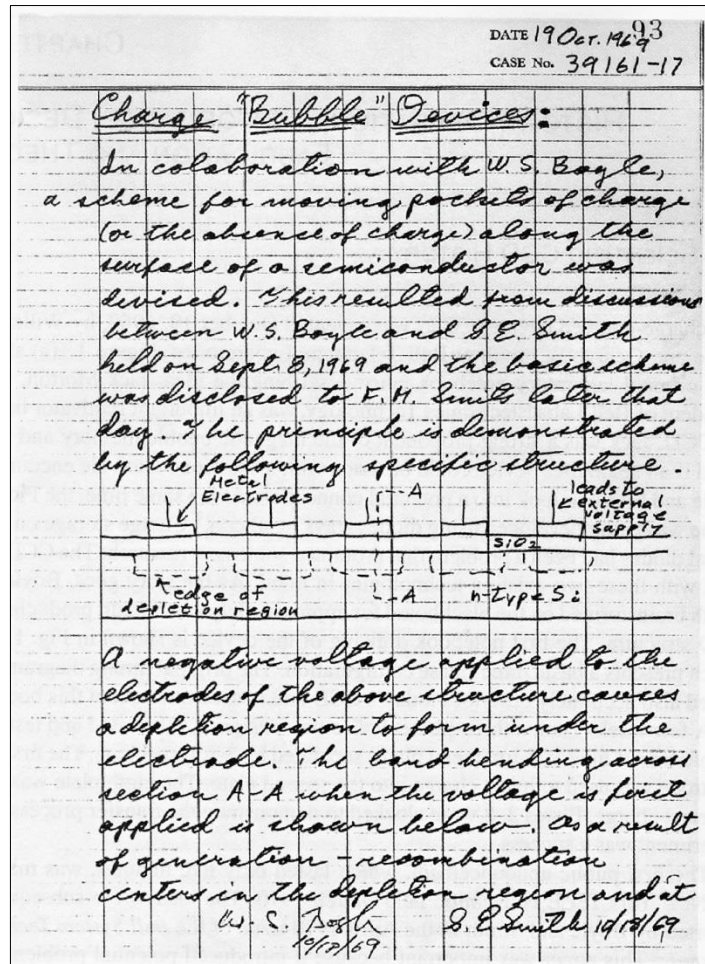 93
DATE 19 Oct. 1969
CASE No. 39161-17
Charge "Bubble" Devices:
In colaboration with W. S. Boyle,
a scheme for moving pockets of charge
(or the absence of charge) along the
surface of a semiconductor was
devised. This resulted from discussions
between W. S. Boyle and G E. Smith
held on Sept. 8, 1969 and the basic scheme
was disclosed to F. M. Smits later that
day. The principle is demonstrated
by the following specific structure.
Metal
Electrodes
A
leads to
external
voltage
supply
SiO2
edge of
depletion region
A
n-type Si
A negative voltage applied to the
electrodes of the above structure causes
a depletion region to form under the
electrode. The band bending across
section A-A when the voltage is first
applied is shown below. As a result
of generation - recombination
centers in the depletion region and at
W. S. Boyle
G. E Smith 10/19/69